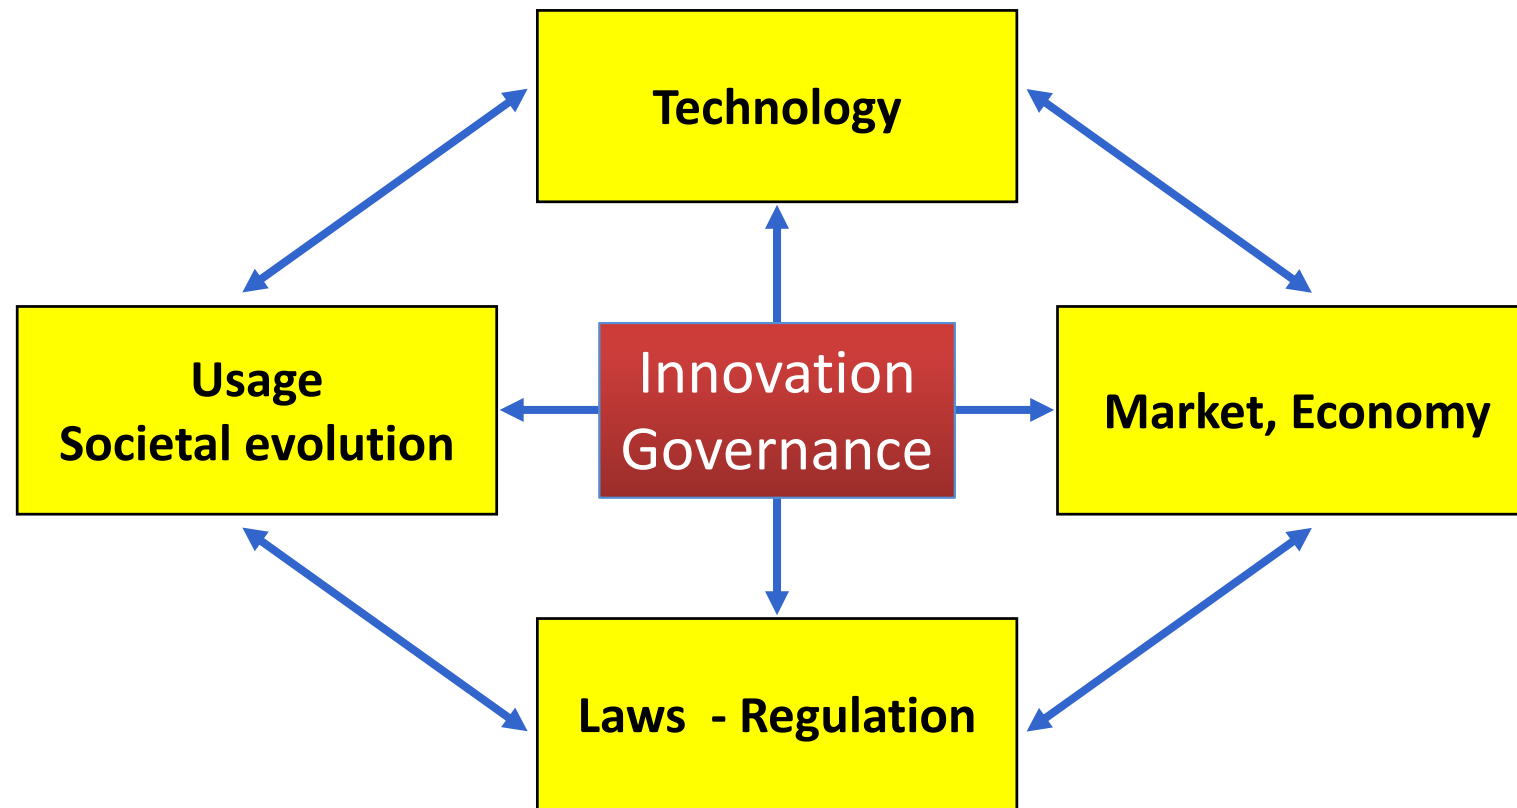 Technology
Usage
Societal evolution
Innovation
Governance
Market, Economy
Laws  - Regulation